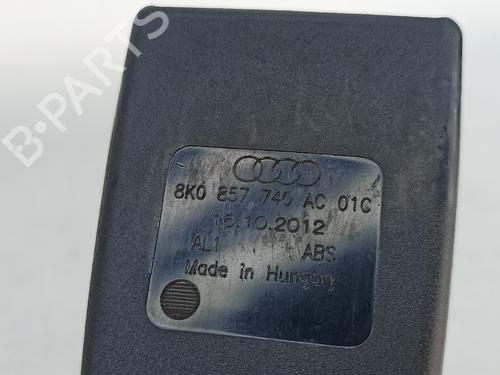 B-PARTS
8K0 857 740 AC 01C
16.10.2012
AL1 ABS
Made in Hungary